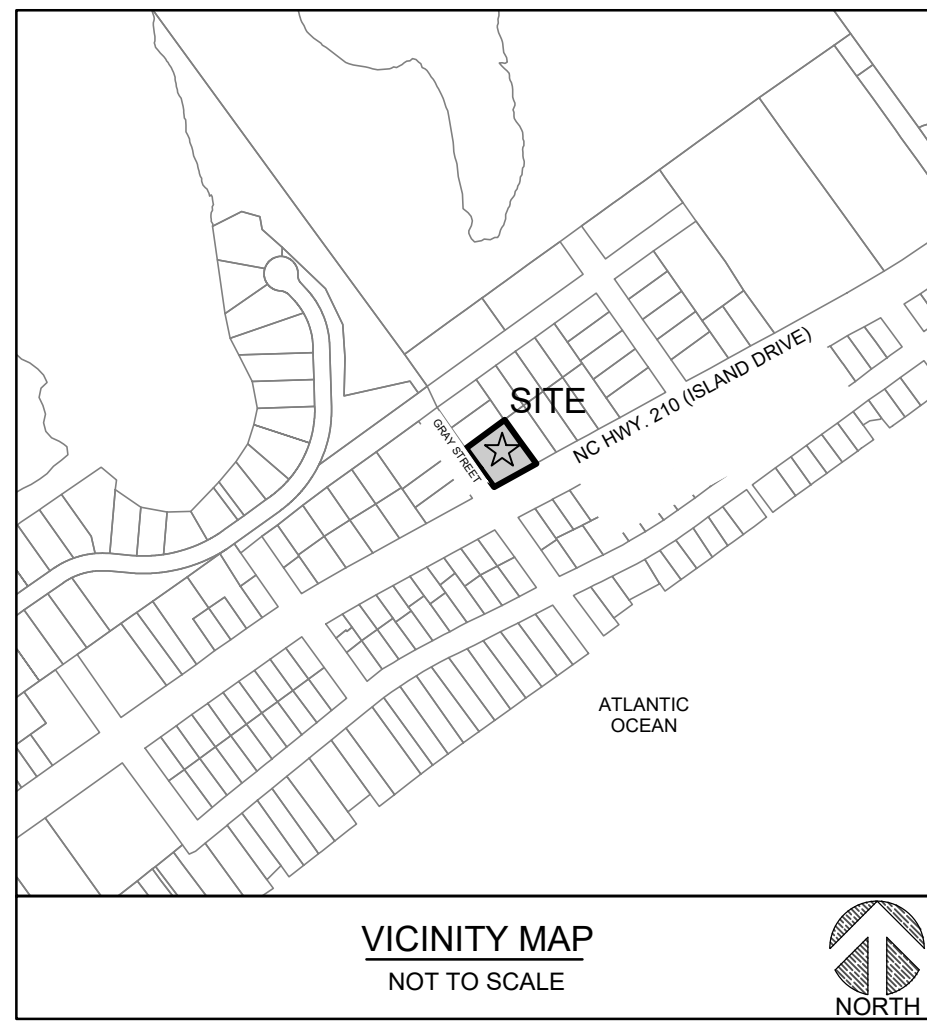 SITE
GRAY STREET
NC HWY. 210 (ISLAND DRIVE)
ATLANTIC
OCEAN
VICINITY MAP
NOT TO SCALE
NORTH